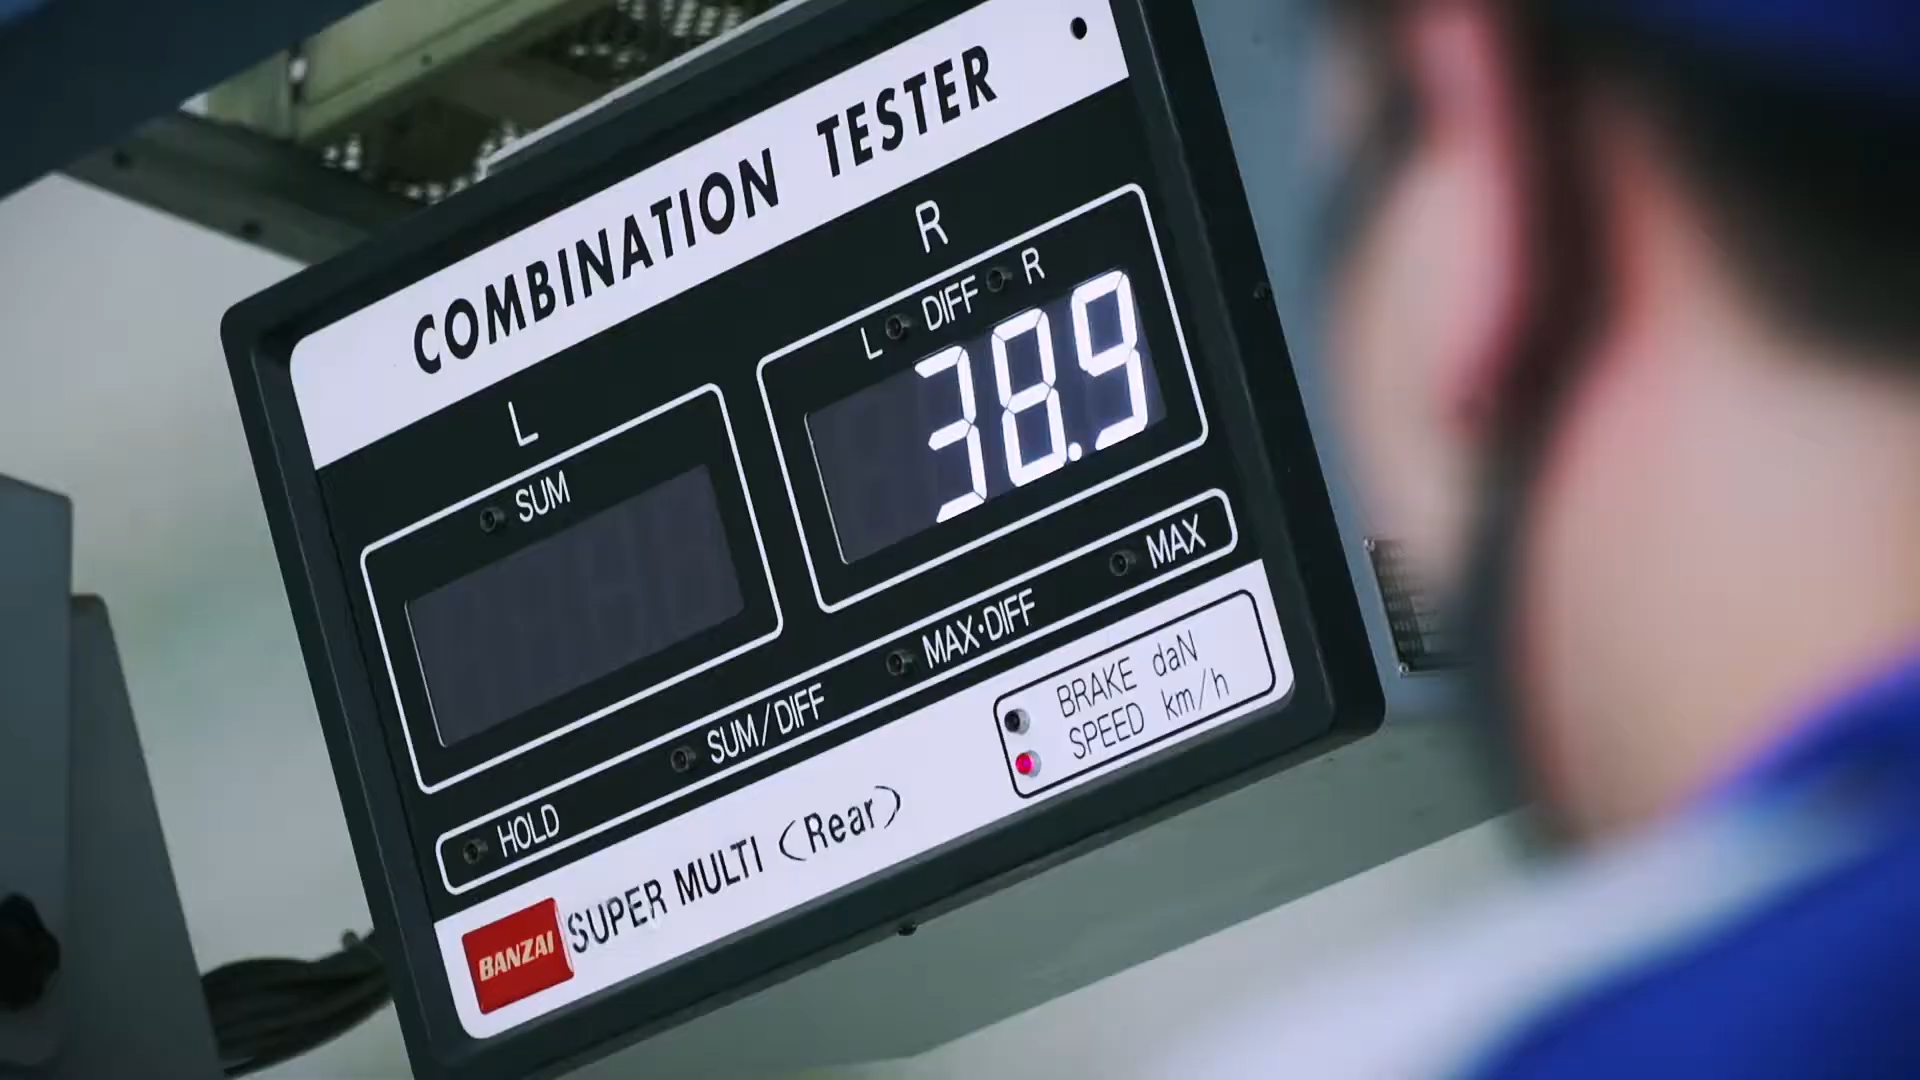 COMBINATION TESTER
L
R
SUM
L DIFF R
38.9
HOLD
SUM/DIFF
MAX・DIFF
MAX
BRAKE daN
SPEED km/h
BANZAI
SUPER MULTI (Rear)